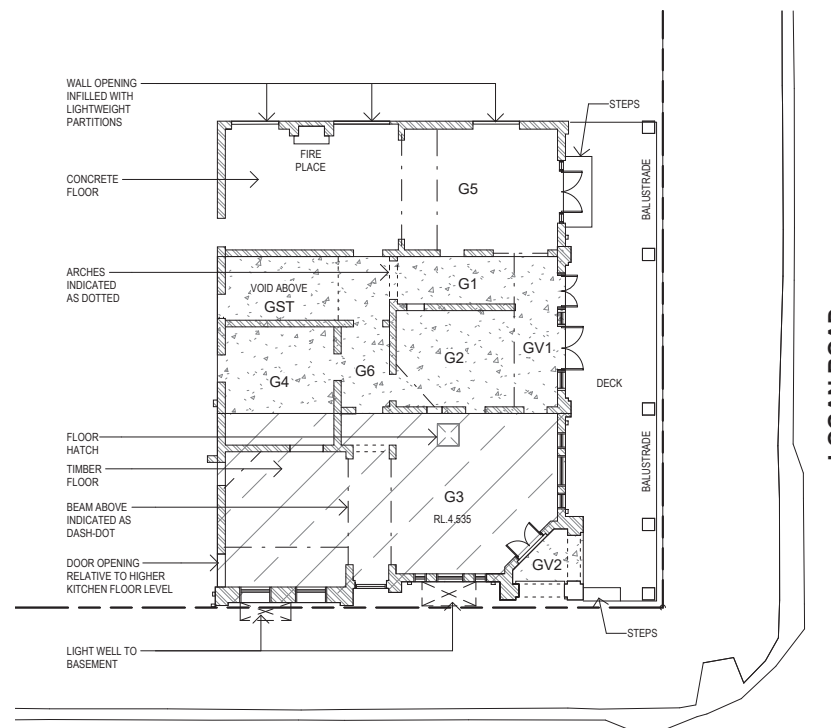 WALL OPENING
INFILLED WITH
LIGHTWEIGHT
PARTITIONS
STEPS
FIRE
PLACE
CONCRETE
FLOOR
G5
BALUSTRADE
ARCHES
INDICATED
AS DOTTED
VOID ABOVE
GST
G1
G2
GV1
G4
G6
DECK
FLOOR
HATCH
TIMBER
FLOOR
G3
RL.4,535
BALUSTRADE
BEAM ABOVE
INDICATED AS
DASH-DOT
DOOR OPENING
RELATIVE TO HIGHER
KITCHEN FLOOR LEVEL
GV2
STEPS
LIGHT WELL TO
BASEMENT